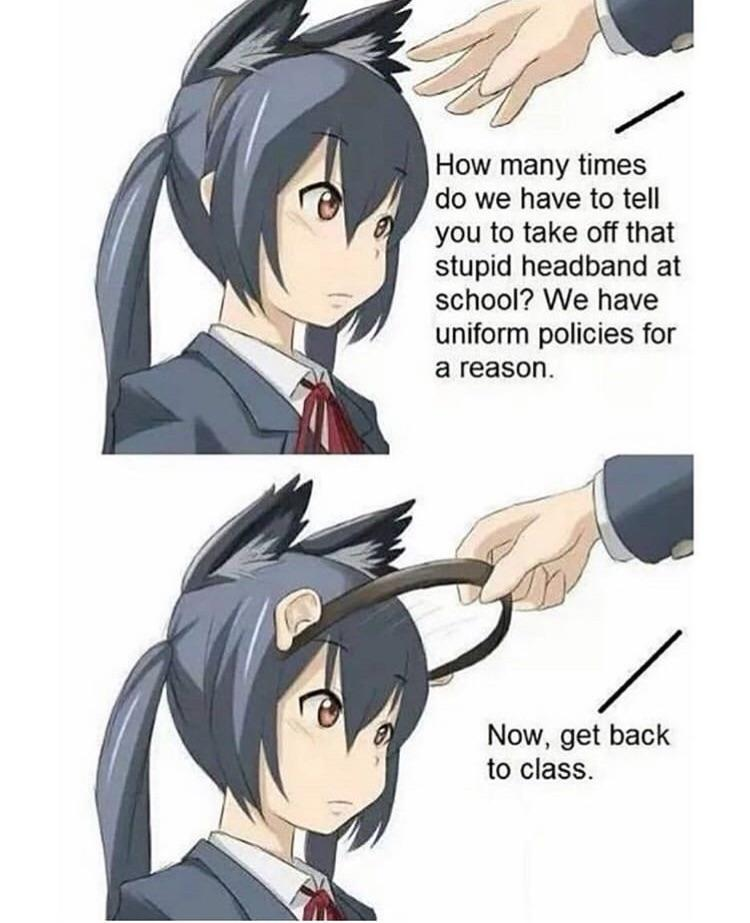 How many times
do we have to tell
you to take off that
stupid headband at
school? We have
uniform policies for
a reason.
Now, get back
to class.